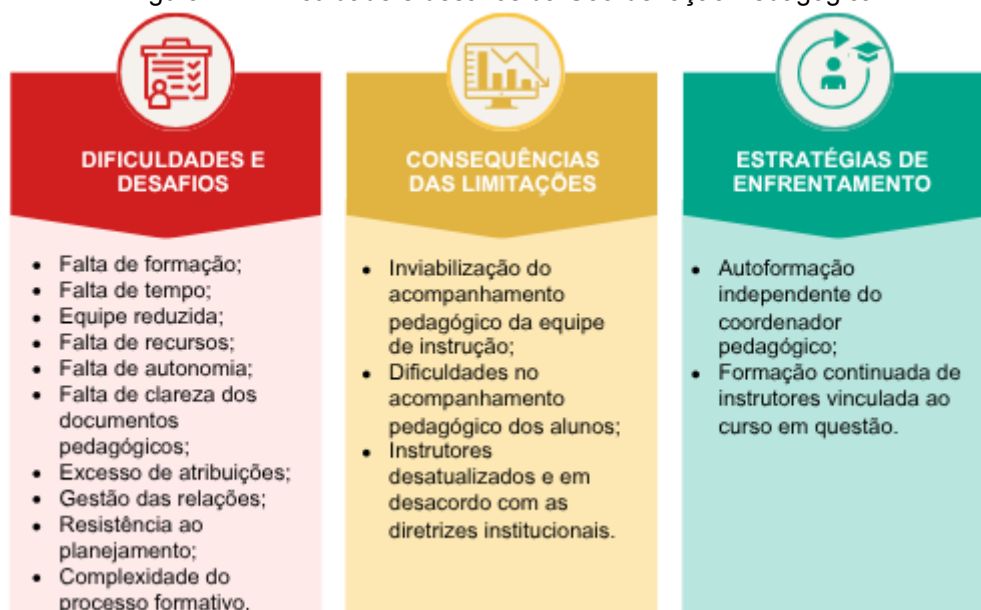 DIFICULDADES E
DESAFIOS
• Falta de formação;
• Falta de tempo;
• Equipe reduzida;
• Falta de recursos;
• Falta de autonomia;
• Falta de clareza dos
documentos
pedagógicos;
• Excesso de atribuições;
• Gestão das relações;
• Resistência ao
planejamento;
• Complexidade do
processo formativo.
CONSEQUÊNCIAS
DAS LIMITAÇÕES
• Inviabilização do
acompanhamento
pedagógico da equipe
de instrução;
• Dificuldades no
acompanhamento
pedagógico dos alunos;
• Instrutores
desatualizados e em
desacordo com as
diretrizes institucionais.
ESTRATÉGIAS DE
ENFRENTAMENTO
• Autoformação
independente do
coordenador
pedagógico;
• Formação continuada de
instrutores vinculada ao
curso em questão.